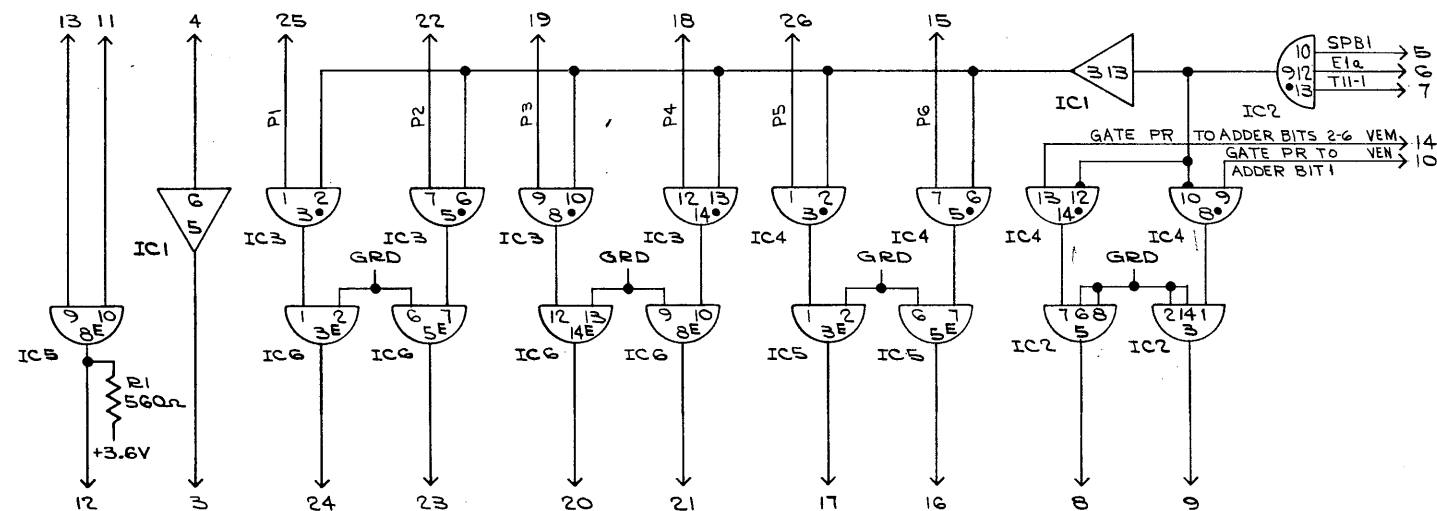 13 11 4 25 22 19 18 26 15
10 SPB1 5
9 12 E1a 6
13 T11-1 7
IC2
3 13
IC1
P1 P2 P3 P4 P5 P6
GATE PR TO ADDER BITS 2-6 VEM 14
GATE PR TO VEN 10
ADDER BIT 1
6
5
IC1
1 2 7 6 9 10 12 13 1 2 7 6 13 12 10 9
3 5 8 14 3 5 14 8
IC3 IC3 IC3 IC3 IC4 IC4 IC4 IC4
GRD GRD GRD GRD
9 10 1 2 6 7 12 13 9 10 1 2 6 7 7 6 8 2 14 1
8E 3E 5E 14E 8E 3E 5E 5 3
IC5 IC6 IC6 IC6 IC6 IC5 IC5 IC2 IC2
R1
560Ω
+3.6V
12 3 24 23 20 21 17 16 8 9